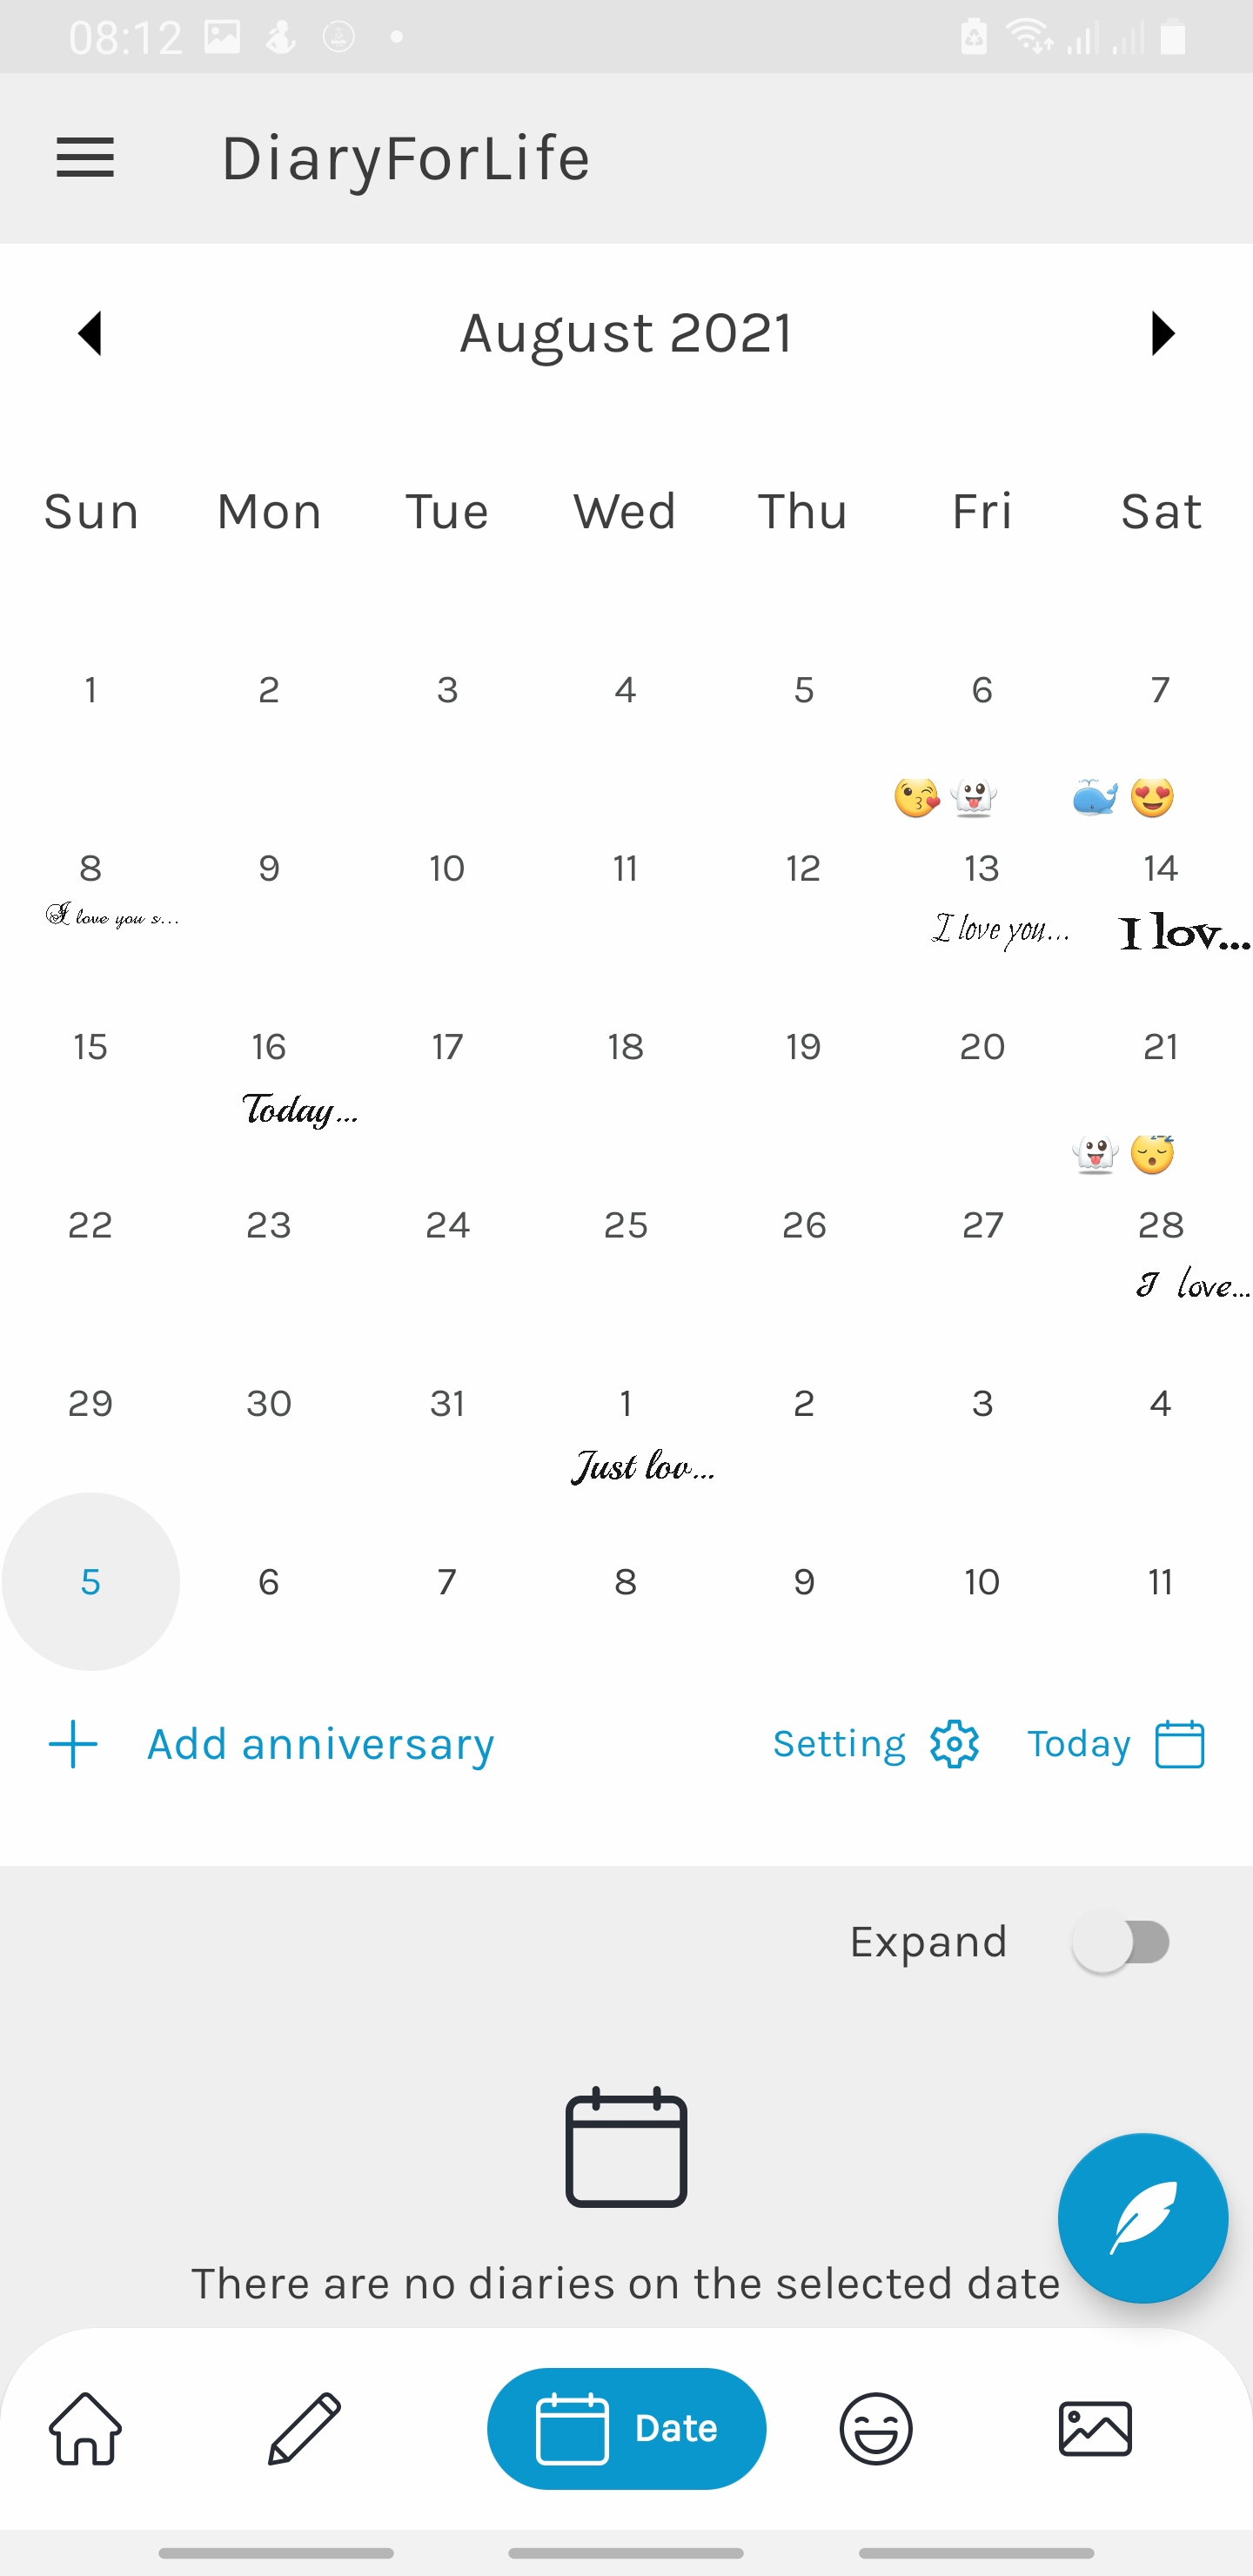 08:12
DiaryForLife
August 2021
Sun Mon Tue Wed Thu Fri Sat
1 2 3 4 5 6 7
😘👻 🐳😍
8 9 10 11 12 13 14
I love you s... I love you... I lov...
15 16 17 18 19 20 21
Today...
👻😴
22 23 24 25 26 27 28
I love...
29 30 31 1 2 3 4
Just lov...
5 6 7 8 9 10 11
Add anniversary Setting Today
Expand
There are no diaries on the selected date
Date